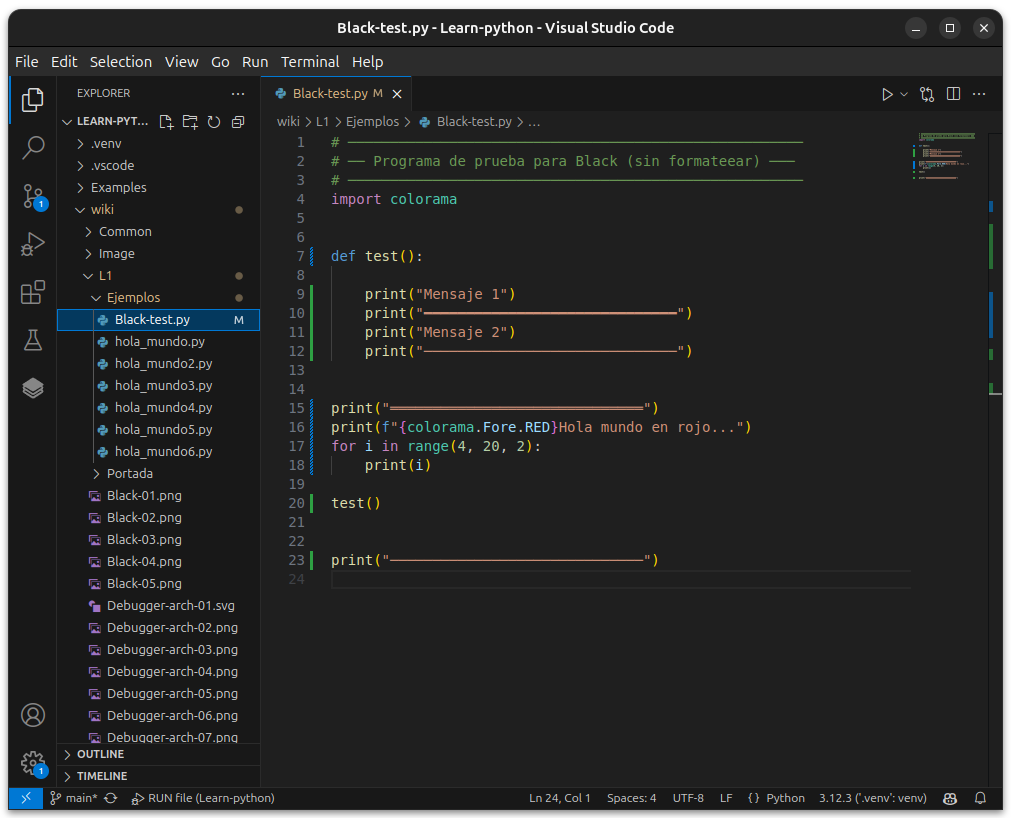 Black-test.py - Learn-python - Visual Studio Code
File Edit Selection View Go Run Terminal Help
EXPLORER
LEARN-PYT...
.venv
.vscode
Examples
wiki
Common
Image
L1
Ejemplos
Black-test.py M
hola_mundo.py
hola_mundo2.py
hola_mundo3.py
hola_mundo4.py
hola_mundo5.py
hola_mundo6.py
Portada
Black-01.png
Black-02.png
Black-03.png
Black-04.png
Black-05.png
Debugger-arch-01.svg
Debugger-arch-02.png
Debugger-arch-03.png
Debugger-arch-04.png
Debugger-arch-05.png
Debugger-arch-06.png
Debugger-arch-07.png
OUTLINE
TIMELINE
1
1
Black-test.py M
wiki > L1 > Ejemplos > Black-test.py > ...
1 # ──────────────────────────────────────────────────────
2 # ── Programa de prueba para Black (sin formateear) ───
3 # ──────────────────────────────────────────────────────
4 import colorama
5
6
7 def test():
8
9 print("Mensaje 1")
10 print("══════════════════════════════")
11 print("Mensaje 2")
12 print("──────────────────────────────")
13
14
15 print("══════════════════════════════")
16 print(f"{colorama.Fore.RED}Hola mundo en rojo...")
17 for i in range(4, 20, 2):
18 print(i)
19
20 test()
21
22
23 print("──────────────────────────────")
24
main* RUN file (Learn-python) Ln 24, Col 1 Spaces: 4 UTF-8 LF {} Python 3.12.3 ('.venv': venv)